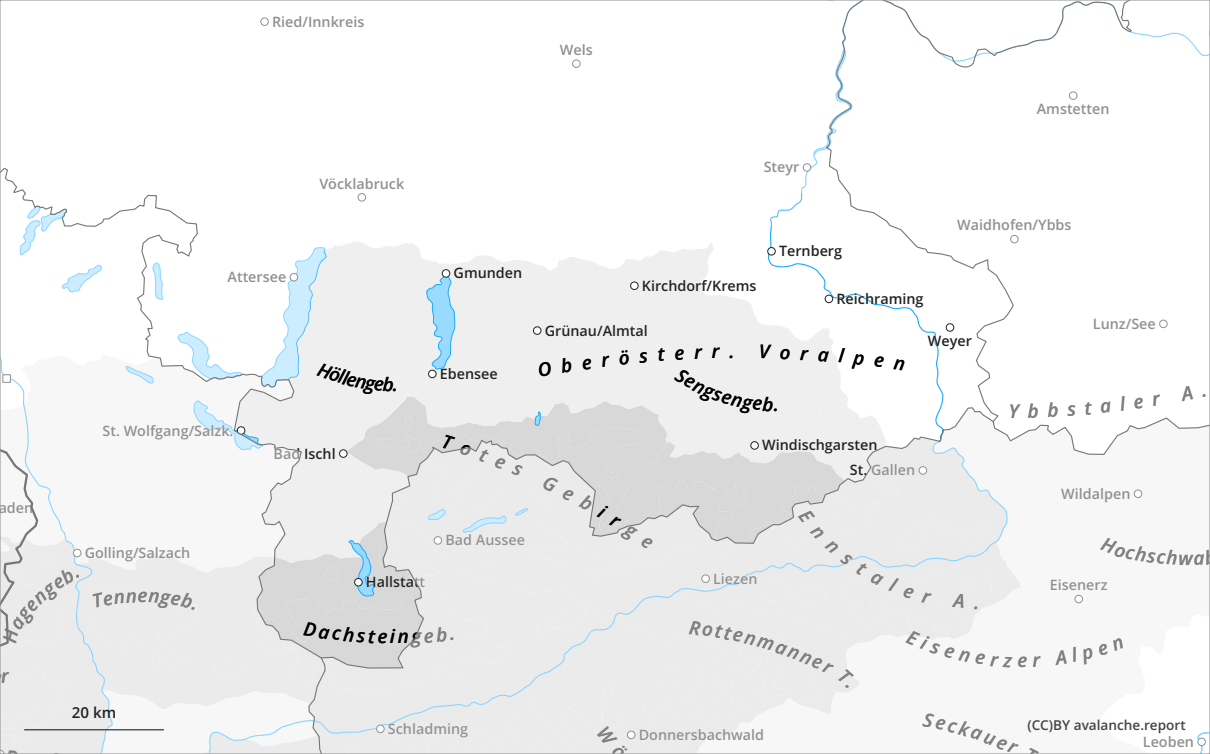 Ried/Innkreis
Wels
Amstetten
Steyr
Vöcklabruck
Waidhofen/Ybbs
Ternberg
Attersee
Gmunden
Kirchdorf/Krems
Reichraming
Lunz/See
Grünau/Almtal
Weyer
Oberösterr. Voralpen
Höllengeb.
Ebensee
Sengsengeb.
Ybbstaler A.
St. Wolfgang/Salzk.
Totes Gebirge
Windischgarsten
Bad Ischl
St. Gallen
Wildalpen
aden
Ennstaler A.
Bad Aussee
Golling/Salzach
Hochschwab
Hallstatt
Liezen
Eisenerz
Hagengeb.
Tennengeb.
Dachsteingeb.
Rottenmanner T.
Eisenerzer Alpen
r
20 km
Schladming
Donnersbachwald
Wö
Seckauer T
(CC)BY avalanche.report
Leoben